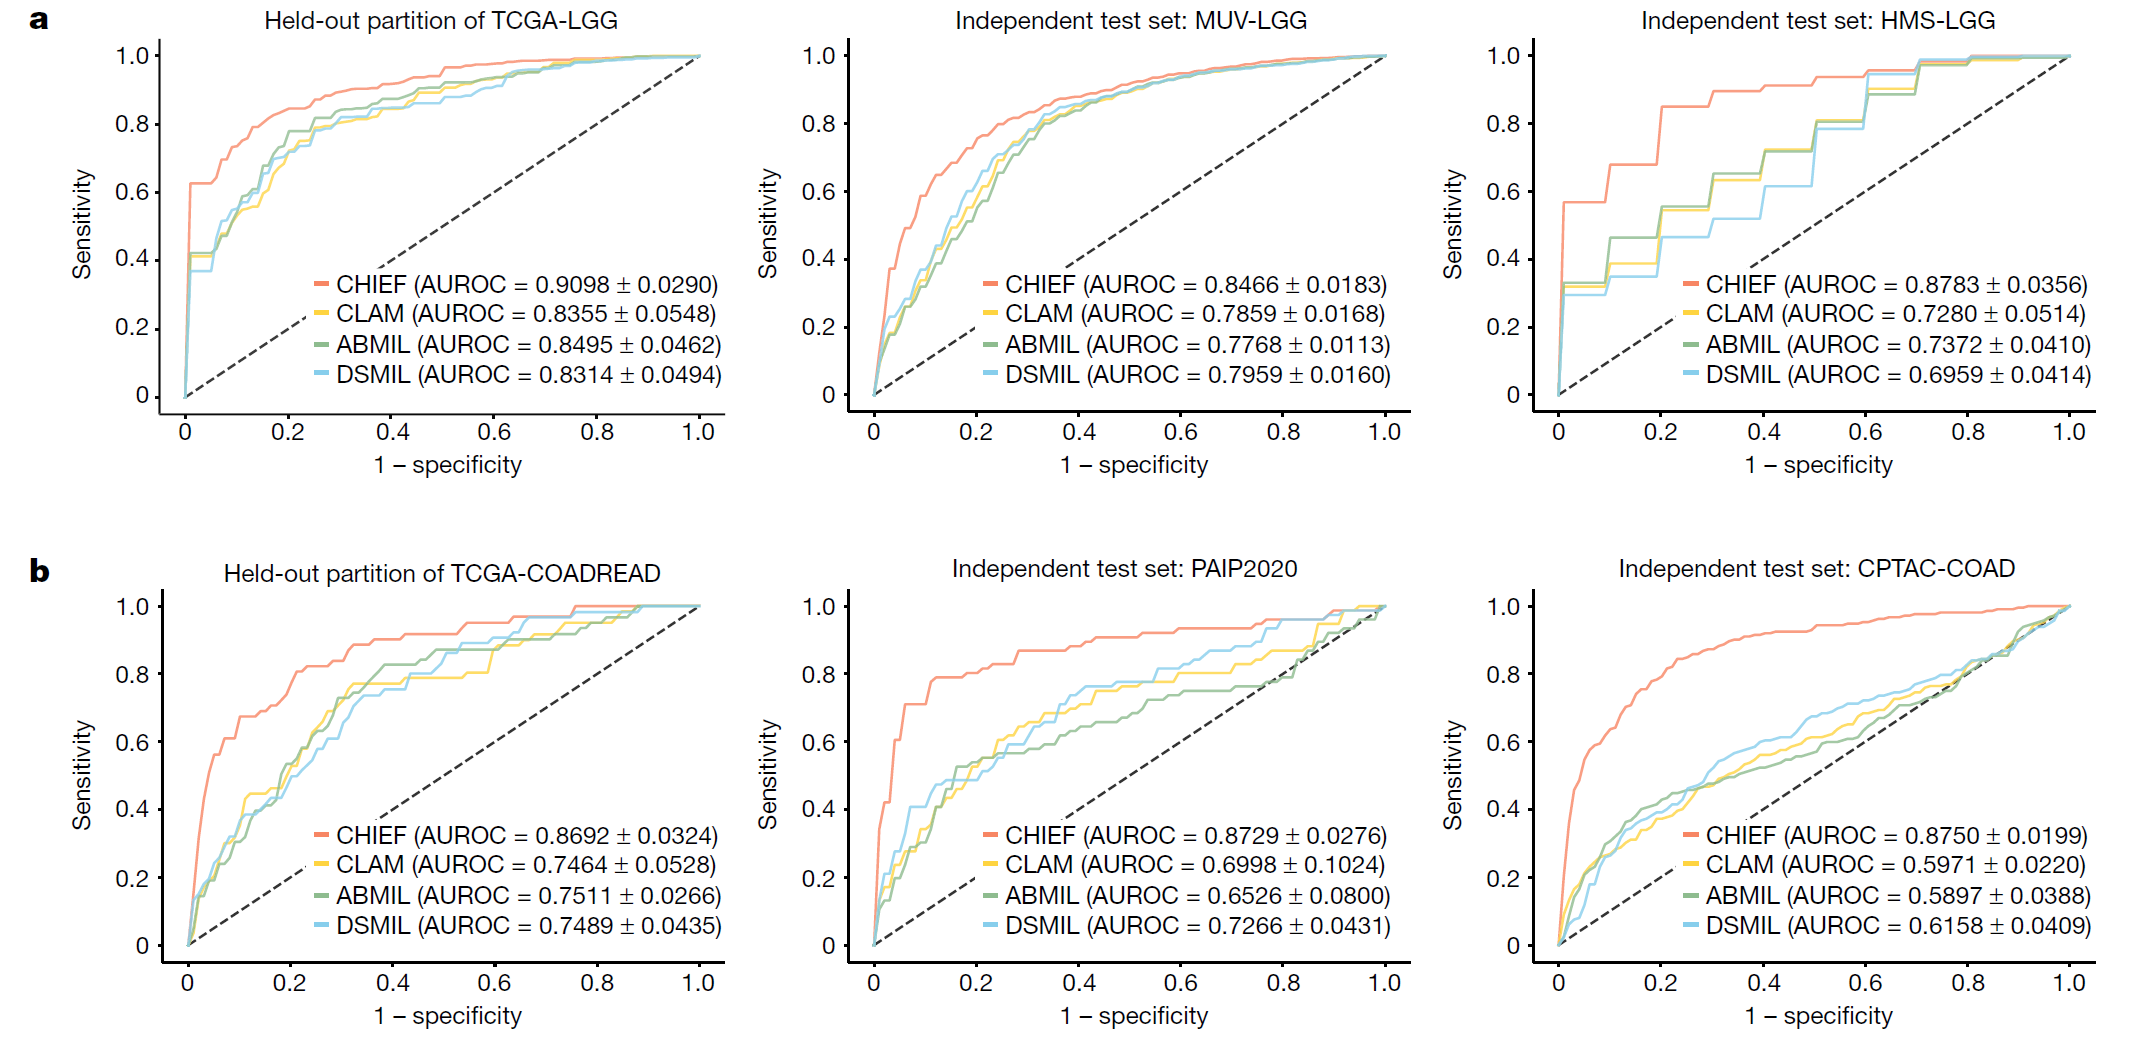 a
Held-out partition of TCGA-LGG
1.0
0.8
0.6
0.4
0.2
0
Sensitivity
CHIEF (AUROC = 0.9098 ± 0.0290)
CLAM (AUROC = 0.8355 ± 0.0548)
ABMIL (AUROC = 0.8495 ± 0.0462)
DSMIL (AUROC = 0.8314 ± 0.0494)
0 0.2 0.4 0.6 0.8 1.0
1 – specificity
Independent test set: MUV-LGG
1.0
0.8
0.6
0.4
0.2
0
Sensitivity
CHIEF (AUROC = 0.8466 ± 0.0183)
CLAM (AUROC = 0.7859 ± 0.0168)
ABMIL (AUROC = 0.7768 ± 0.0113)
DSMIL (AUROC = 0.7959 ± 0.0160)
0 0.2 0.4 0.6 0.8 1.0
1 – specificity
Independent test set: HMS-LGG
1.0
0.8
0.6
0.4
0.2
0
Sensitivity
CHIEF (AUROC = 0.8783 ± 0.0356)
CLAM (AUROC = 0.7280 ± 0.0514)
ABMIL (AUROC = 0.7372 ± 0.0410)
DSMIL (AUROC = 0.6959 ± 0.0414)
0 0.2 0.4 0.6 0.8 1.0
1 – specificity
b
Held-out partition of TCGA-COADREAD
1.0
0.8
0.6
0.4
0.2
0
Sensitivity
CHIEF (AUROC = 0.8692 ± 0.0324)
CLAM (AUROC = 0.7464 ± 0.0528)
ABMIL (AUROC = 0.7511 ± 0.0266)
DSMIL (AUROC = 0.7489 ± 0.0435)
0 0.2 0.4 0.6 0.8 1.0
1 – specificity
Independent test set: PAIP2020
1.0
0.8
0.6
0.4
0.2
0
Sensitivity
CHIEF (AUROC = 0.8729 ± 0.0276)
CLAM (AUROC = 0.6998 ± 0.1024)
ABMIL (AUROC = 0.6526 ± 0.0800)
DSMIL (AUROC = 0.7266 ± 0.0431)
0 0.2 0.4 0.6 0.8 1.0
1 – specificity
Independent test set: CPTAC-COAD
1.0
0.8
0.6
0.4
0.2
0
Sensitivity
CHIEF (AUROC = 0.8750 ± 0.0199)
CLAM (AUROC = 0.5971 ± 0.0220)
ABMIL (AUROC = 0.5897 ± 0.0388)
DSMIL (AUROC = 0.6158 ± 0.0409)
0 0.2 0.4 0.6 0.8 1.0
1 – specificity